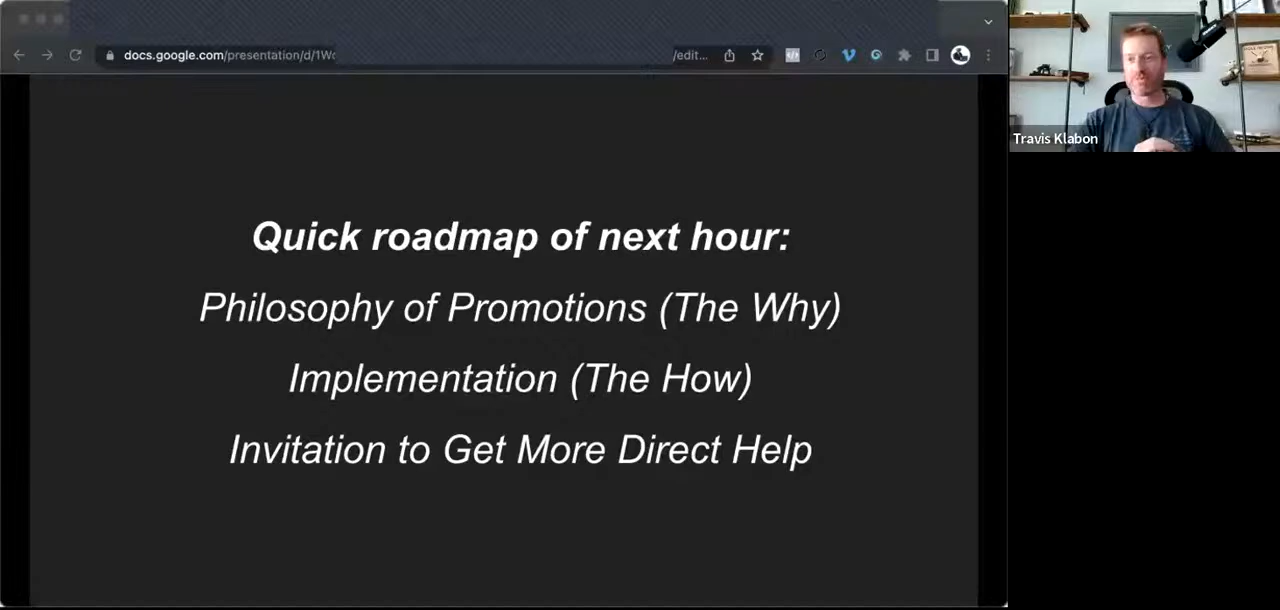 docs.google.com/presentation/d/1Wc
/edit...
Travis Klabon
Quick roadmap of next hour:
Philosophy of Promotions (The Why)
Implementation (The How)
Invitation to Get More Direct Help